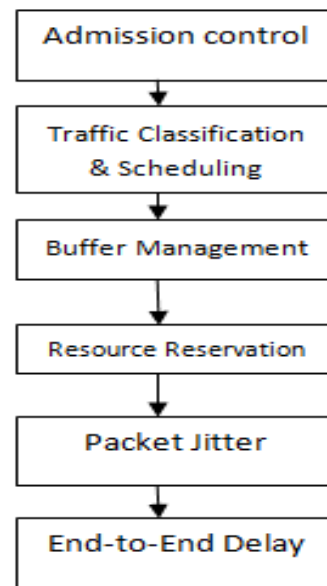 Admission control
Traffic Classification
& Scheduling
Buffer Management
Resource Reservation
Packet Jitter
End-to-End Delay